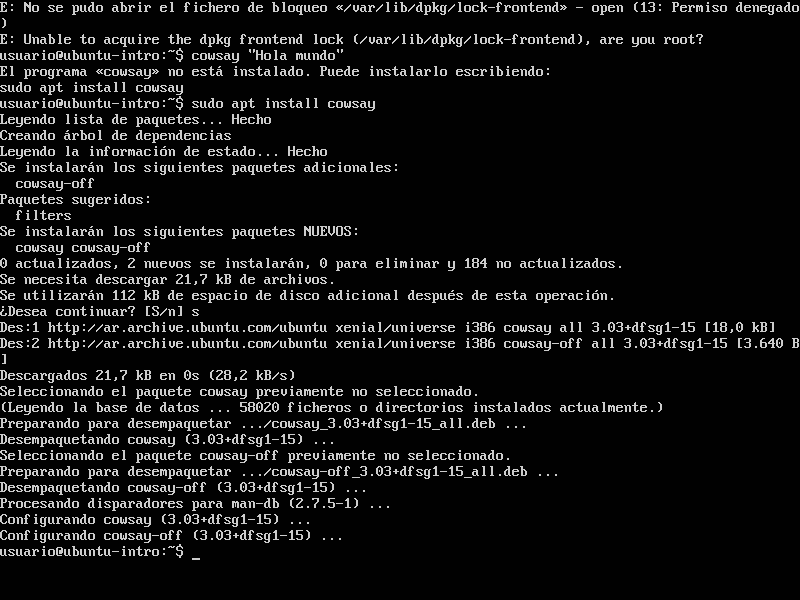 E: No se pudo abrir el fichero de bloqueo «/var/lib/dpkg/lock-frontend» - open (13: Permiso denegado
)
E: Unable to acquire the dpkg frontend lock (/var/lib/dpkg/lock-frontend), are you root?
usuario@ubuntu-intro:~$ cowsay "Hola mundo"
El programa «cowsay» no está instalado. Puede instalarlo escribiendo:
sudo apt install cowsay
usuario@ubuntu-intro:~$ sudo apt install cowsay
Leyendo lista de paquetes... Hecho
Creando árbol de dependencias
Leyendo la información de estado... Hecho
Se instalarán los siguientes paquetes adicionales:
  cowsay-off
Paquetes sugeridos:
  filters
Se instalarán los siguientes paquetes NUEVOS:
  cowsay cowsay-off
0 actualizados, 2 nuevos se instalarán, 0 para eliminar y 184 no actualizados.
Se necesita descargar 21,7 kB de archivos.
Se utilizarán 112 kB de espacio de disco adicional después de esta operación.
¿Desea continuar? [S/n] s
Des:1 http://ar.archive.ubuntu.com/ubuntu xenial/universe i386 cowsay all 3.03+dfsg1-15 [18,0 kB]
Des:2 http://ar.archive.ubuntu.com/ubuntu xenial/universe i386 cowsay-off all 3.03+dfsg1-15 [3.640 B
]
Descargados 21,7 kB en 0s (28,2 kB/s)
Seleccionando el paquete cowsay previamente no seleccionado.
(Leyendo la base de datos ... 58020 ficheros o directorios instalados actualmente.)
Preparando para desempaquetar .../cowsay_3.03+dfsg1-15_all.deb ...
Desempaquetando cowsay (3.03+dfsg1-15) ...
Seleccionando el paquete cowsay-off previamente no seleccionado.
Preparando para desempaquetar .../cowsay-off_3.03+dfsg1-15_all.deb ...
Desempaquetando cowsay-off (3.03+dfsg1-15) ...
Procesando disparadores para man-db (2.7.5-1) ...
Configurando cowsay (3.03+dfsg1-15) ...
Configurando cowsay-off (3.03+dfsg1-15) ...
usuario@ubuntu-intro:~$ _